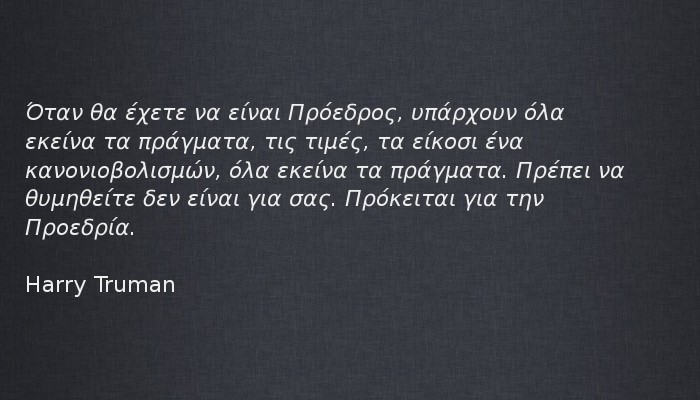 Όταν θα έχετε να είναι Πρόεδρος, υπάρχουν όλα
εκείνα τα πράγματα, τις τιμές, τα είκοσι ένα
κανονιοβολισμών, όλα εκείνα τα πράγματα. Πρέπει να
θυμηθείτε δεν είναι για σας. Πρόκειται για την
Προεδρία.
Harry Truman